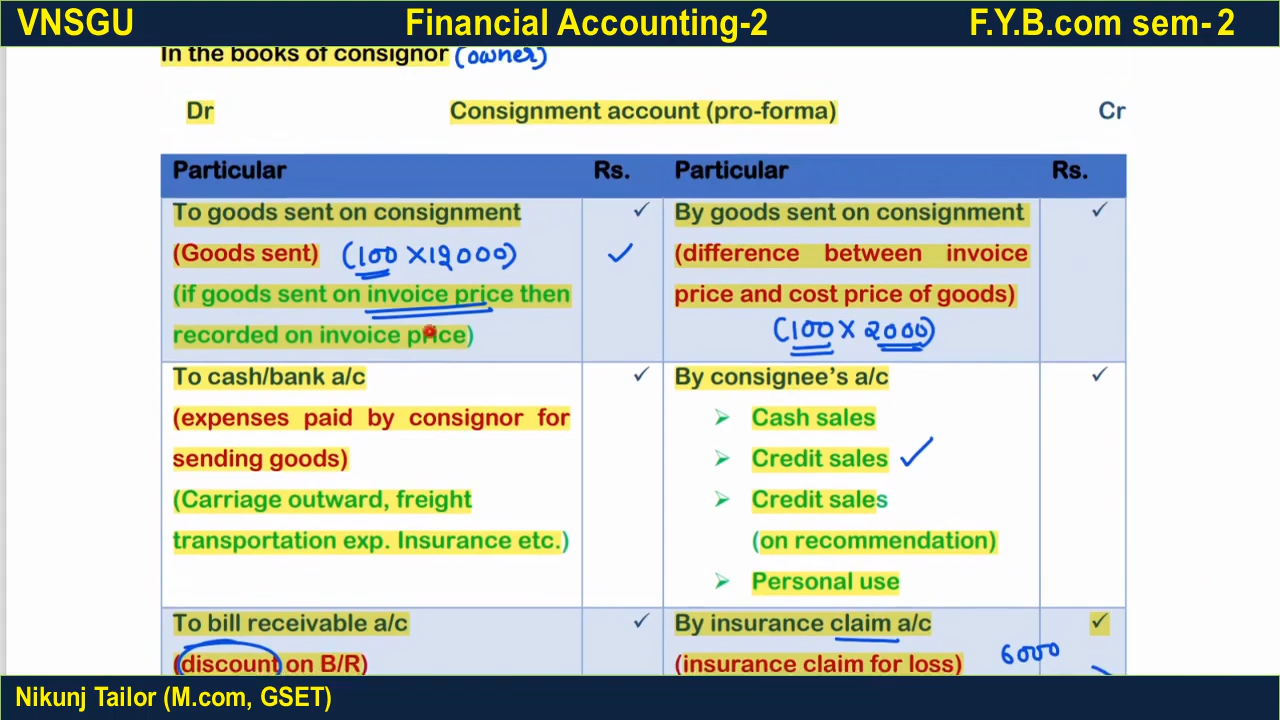 VNSGU Financial Accounting-2 F.Y.B.com sem- 2
In the books of consignor (owner)
Dr Consignment account (pro-forma) Cr
Particular Rs. Particular Rs.
To goods sent on consignment ✓ By goods sent on consignment ✓
(Goods sent) (100 ×12000) ✓ (difference between invoice
(if goods sent on invoice price then price and cost price of goods)
recorded on invoice price) (100 × 2000)
To cash/bank a/c ✓ By consignee's a/c ✓
(expenses paid by consignor for ➢ Cash sales
sending goods) ➢ Credit sales ✓
(Carriage outward, freight ➢ Credit sales
transportation exp. Insurance etc.) (on recommendation)
➢ Personal use
To bill receivable a/c ✓ By insurance claim a/c ✓
(discount on B/R) (insurance claim for loss) 6000
Nikunj Tailor (M.com, GSET)